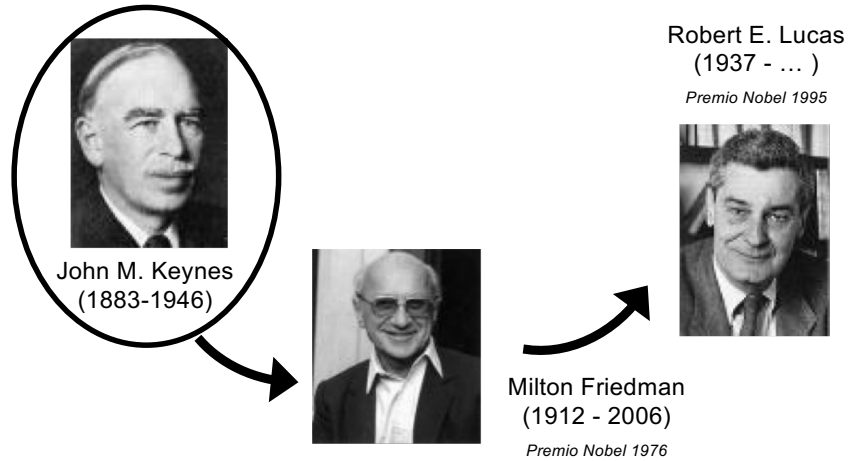 John M. Keynes
(1883-1946)
Milton Friedman
(1912 - 2006)
Premio Nobel 1976
Robert E. Lucas
(1937 - … )
Premio Nobel 1995